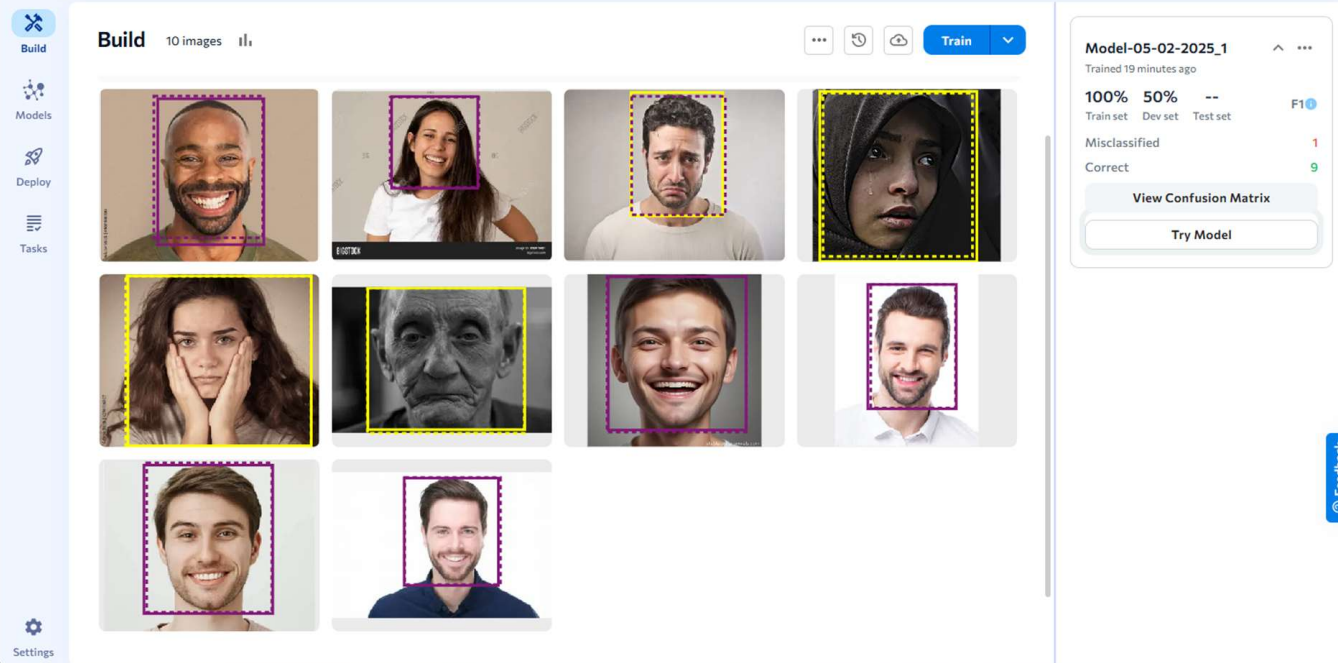 Build
Models
Deploy
Tasks
Settings
Build 10 images
Train
BIGSTOCK
Model-05-02-2025_1
Trained 19 minutes ago
100% 50% --
Train set Dev set Test set
F1
Misclassified 1
Correct 9
View Confusion Matrix
Try Model